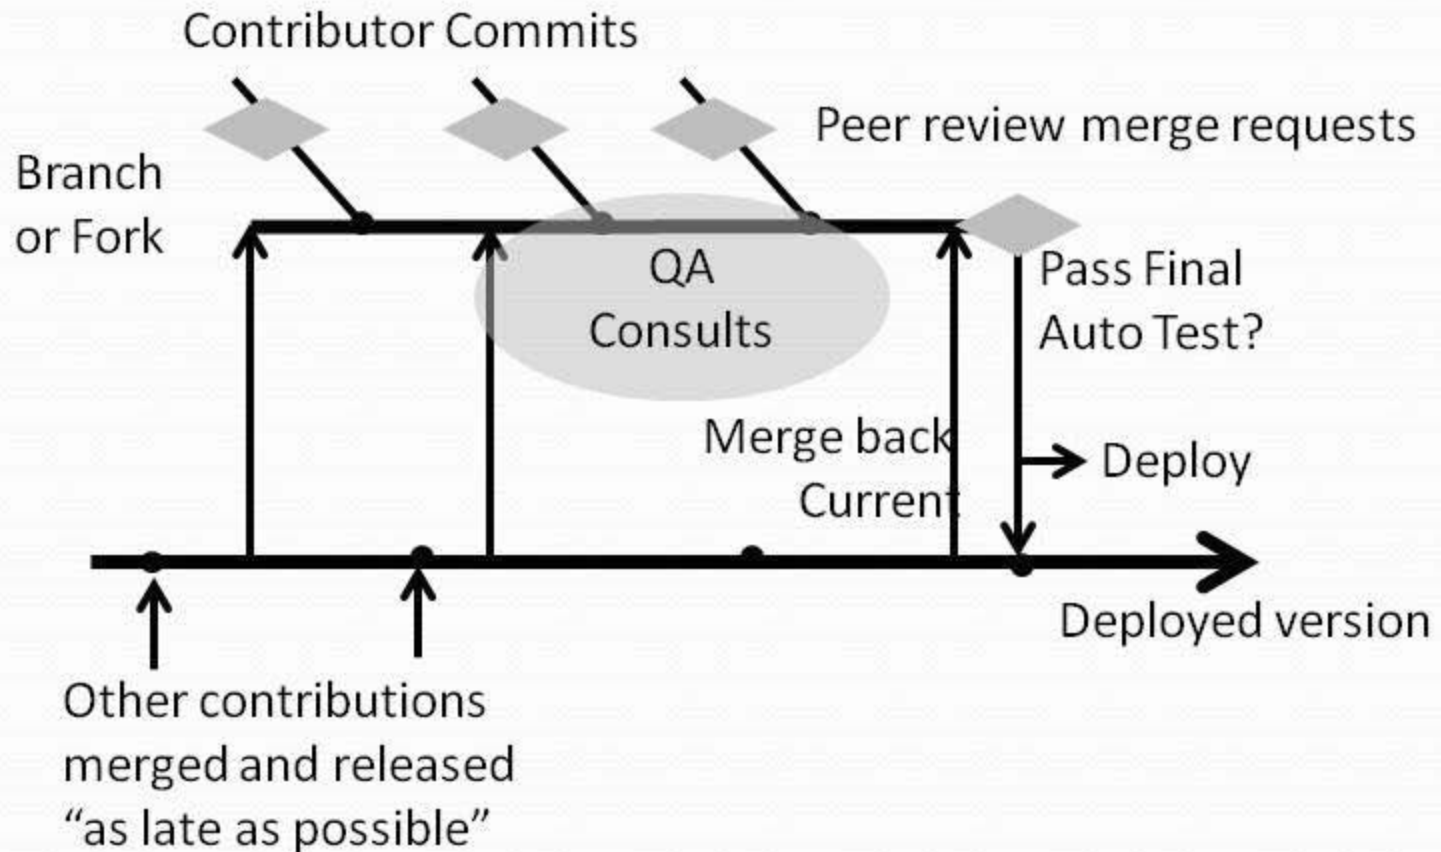 Contributor Commits
Peer review merge requests
Branch
or Fork
QA
Consults
Pass Final
Auto Test?
Merge back
Current
Deploy
Deployed version
Other contributions
merged and released
“as late as possible”